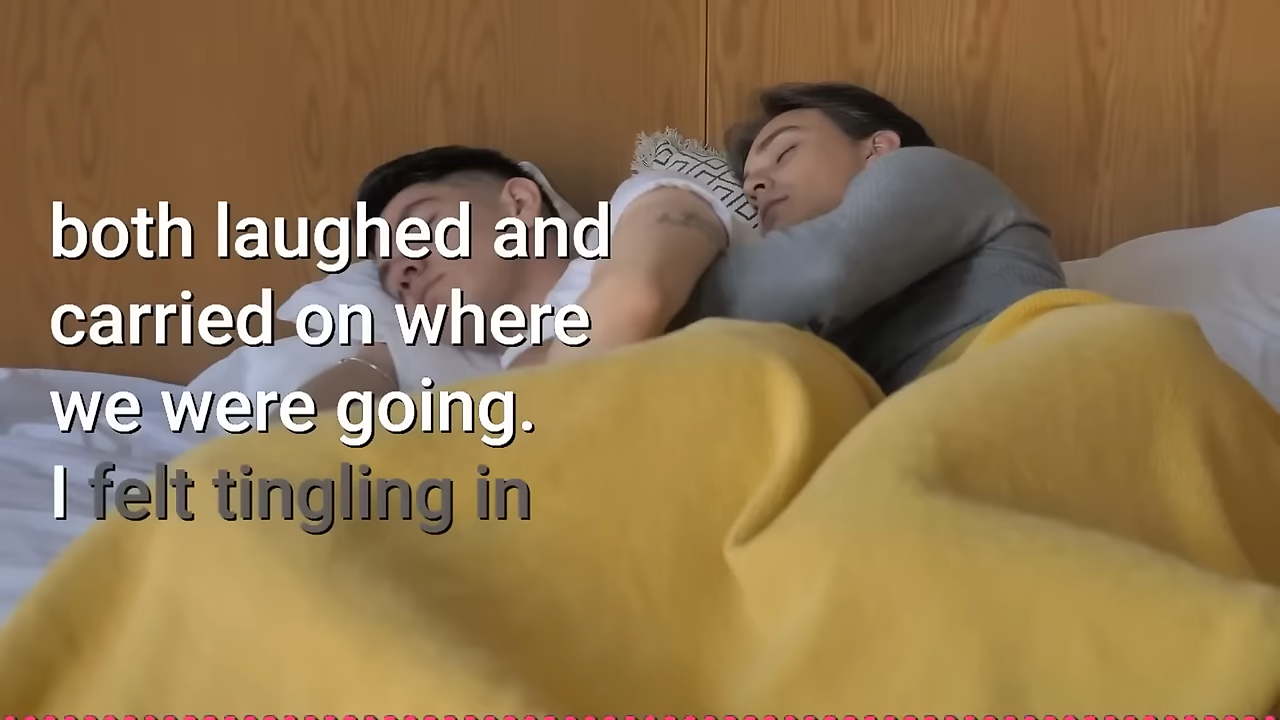 both laughed and
carried on where
we were going.
I felt tingling in